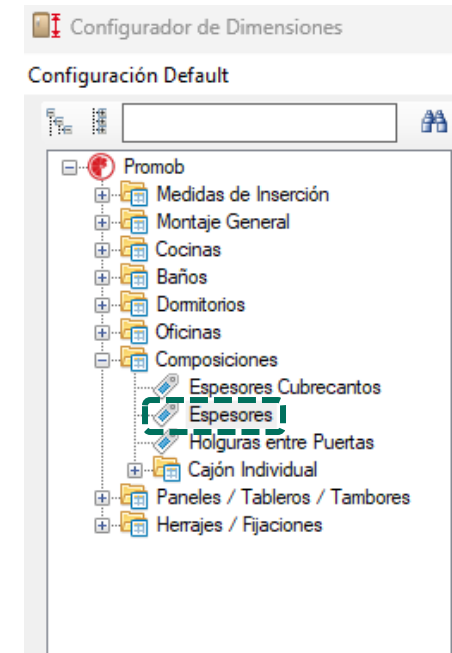 Configurador de Dimensiones
Configuración Default
Promob
Medidas de Inserción
Montaje General
Cocinas
Baños
Dormitorios
Oficinas
Composiciones
Espesores Cubrecantos
Espesores
Holguras entre Puertas
Cajón Individual
Paneles / Tableros / Tambores
Herrajes / Fijaciones